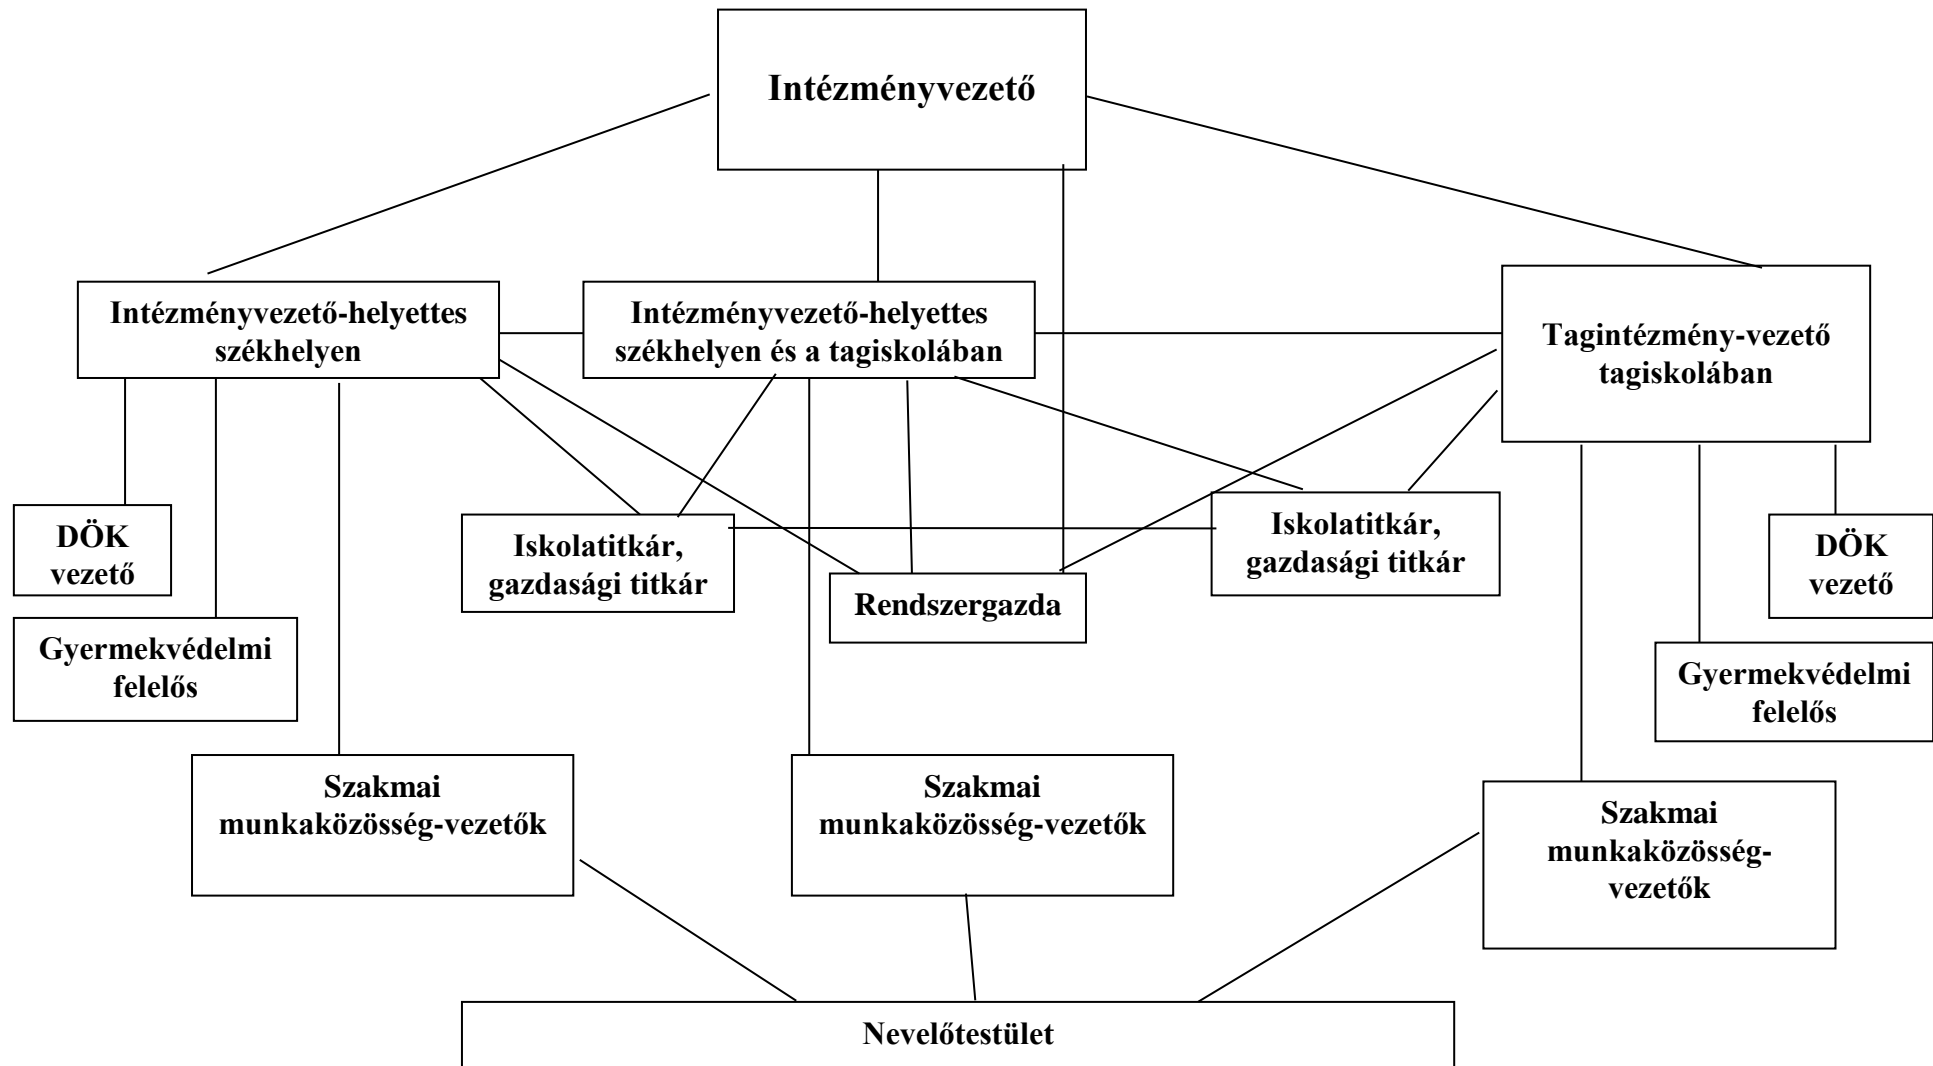 Intézményvezető
Intézményvezető-helyettes
székhelyen
Intézményvezető-helyettes
székhelyen és a tagiskolában
Tagintézmény-vezető
tagiskolában
DÖK
vezető
Iskolatitkár,
gazdasági titkár
Rendszergazda
Iskolatitkár,
gazdasági titkár
DÖK
vezető
Gyermekvédelmi
felelős
Gyermekvédelmi
felelős
Szakmai
munkaközösség-vezetők
Szakmai
munkaközösség-vezetők
Szakmai
munkaközösség-
vezetők
Nevelőtestület